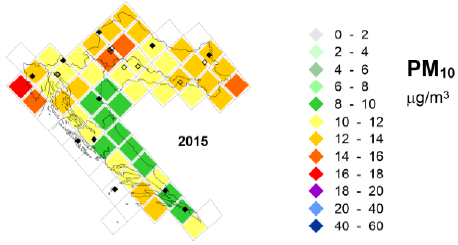 2015
0 - 2
2 - 4
4 - 6
6 - 8
8 - 10
10 - 12
12 - 14
14 - 16
16 - 18
18 - 20
20 - 40
40 - 60
PM10
µg/m³